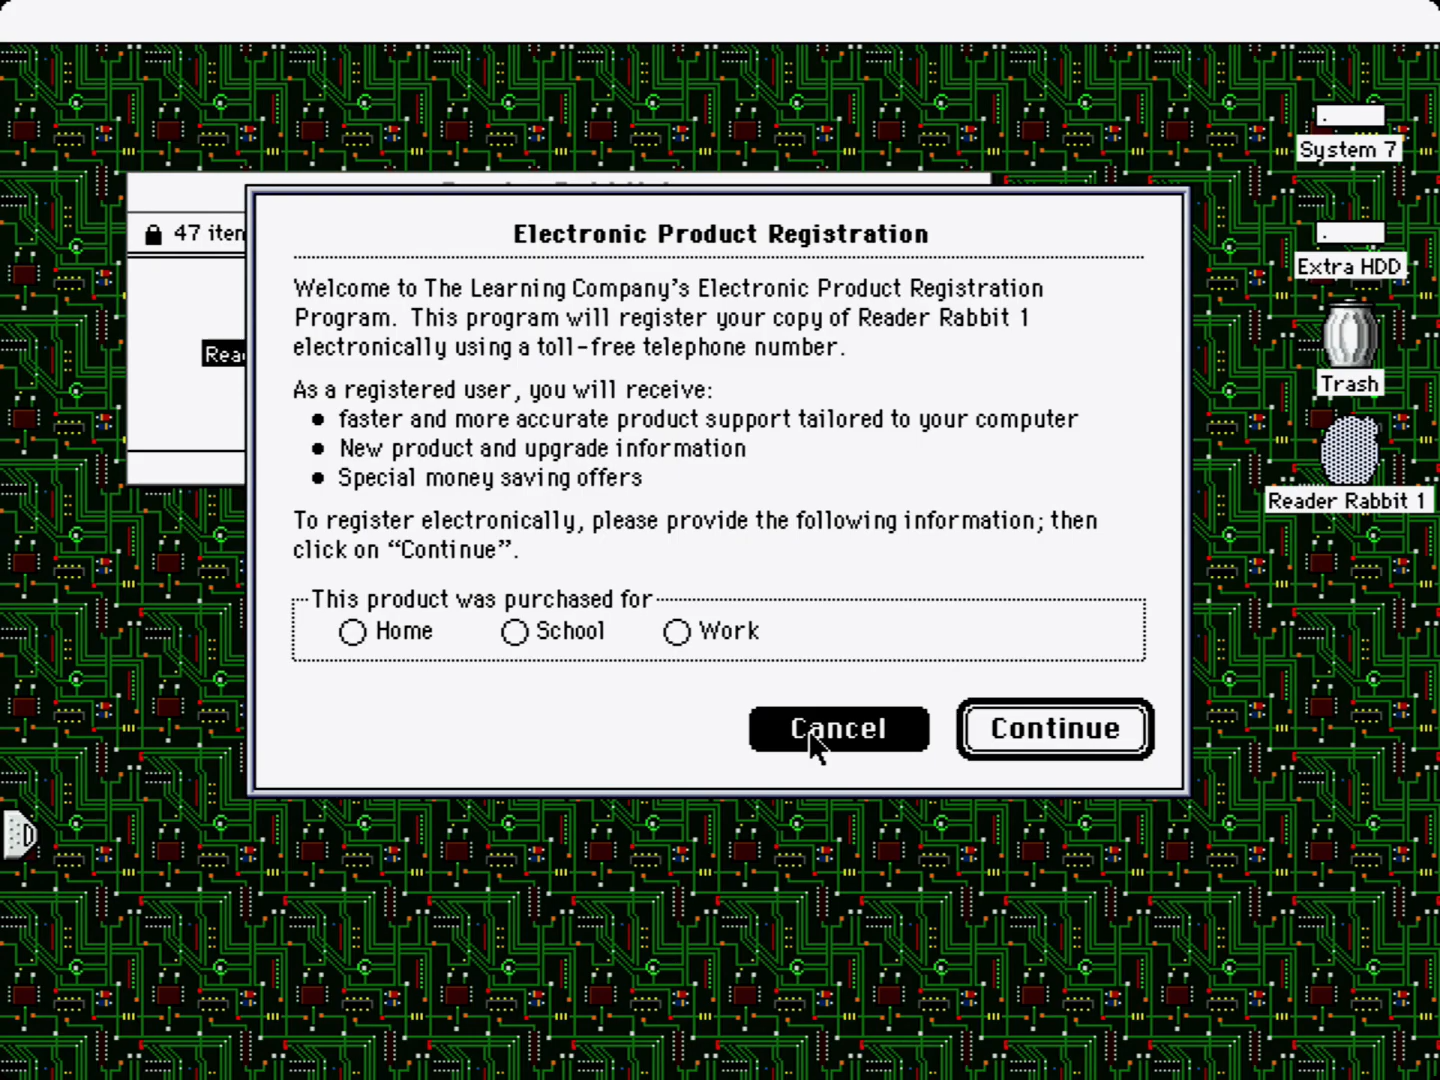 System 7
47 iten
Electronic Product Registration
Extra HDD
Welcome to The Learning Company's Electronic Product Registration
Program. This program will register your copy of Reader Rabbit 1
electronically using a toll-free telephone number.
Trash
As a registered user, you will receive:
• faster and more accurate product support tailored to your computer
• New product and upgrade information
• Special money saving offers
Reader Rabbit 1
To register electronically, please provide the following information; then
click on “Continue”.
This product was purchased for
Home School Work
Cancel Continue